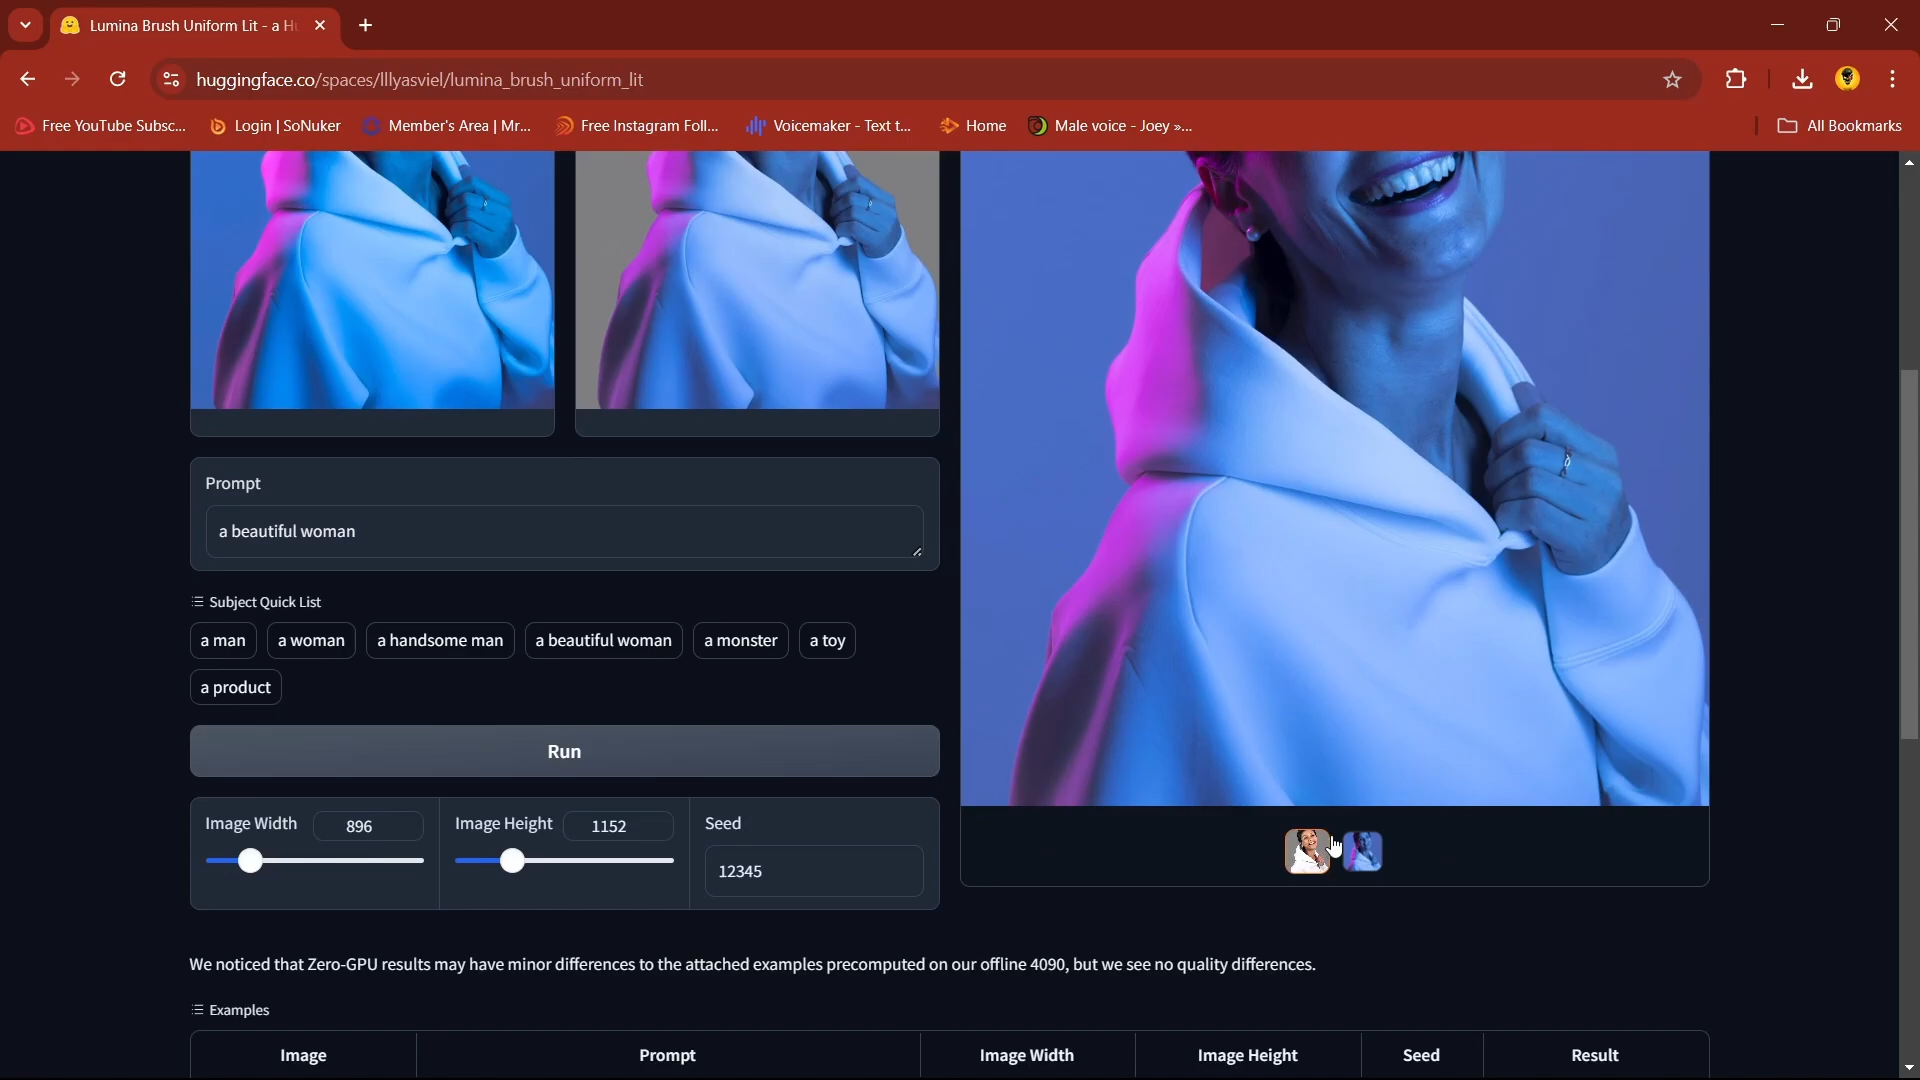 Lumina Brush Uniform Lit - a Hu
huggingface.co/spaces/lllyasviel/lumina_brush_uniform_lit
Free YouTube Subsc...
Login | SoNuker
Member's Area | Mr...
Free Instagram Foll...
Voicemaker - Text t...
Home
Male voice - Joey »...
All Bookmarks
Prompt
a beautiful woman
Subject Quick List
a man
a woman
a handsome man
a beautiful woman
a monster
a toy
a product
Run
Image Width
896
Image Height
1152
Seed
12345
We noticed that Zero-GPU results may have minor differences to the attached examples precomputed on our offline 4090, but we see no quality differences.
Examples
Image
Prompt
Image Width
Image Height
Seed
Result